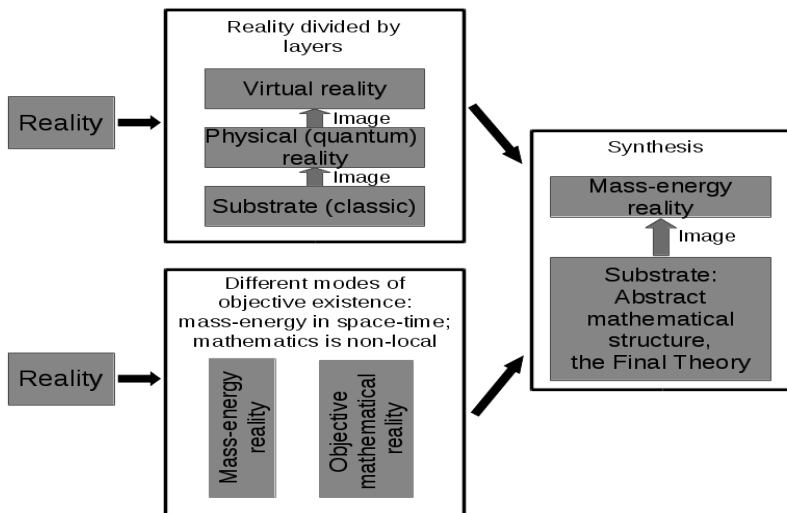 Reality
Reality divided by
layers
Virtual reality
Image
Physical (quantum)
reality
Image
Substrate (classic)
Reality
Different modes of
objective existence:
mass-energy in space-time;
mathematics is non-local
Mass-energy
reality
Objective
mathematical
reality
Synthesis
Mass-energy
reality
Image
Substrate:
Abstract
mathematical
structure,
the Final Theory